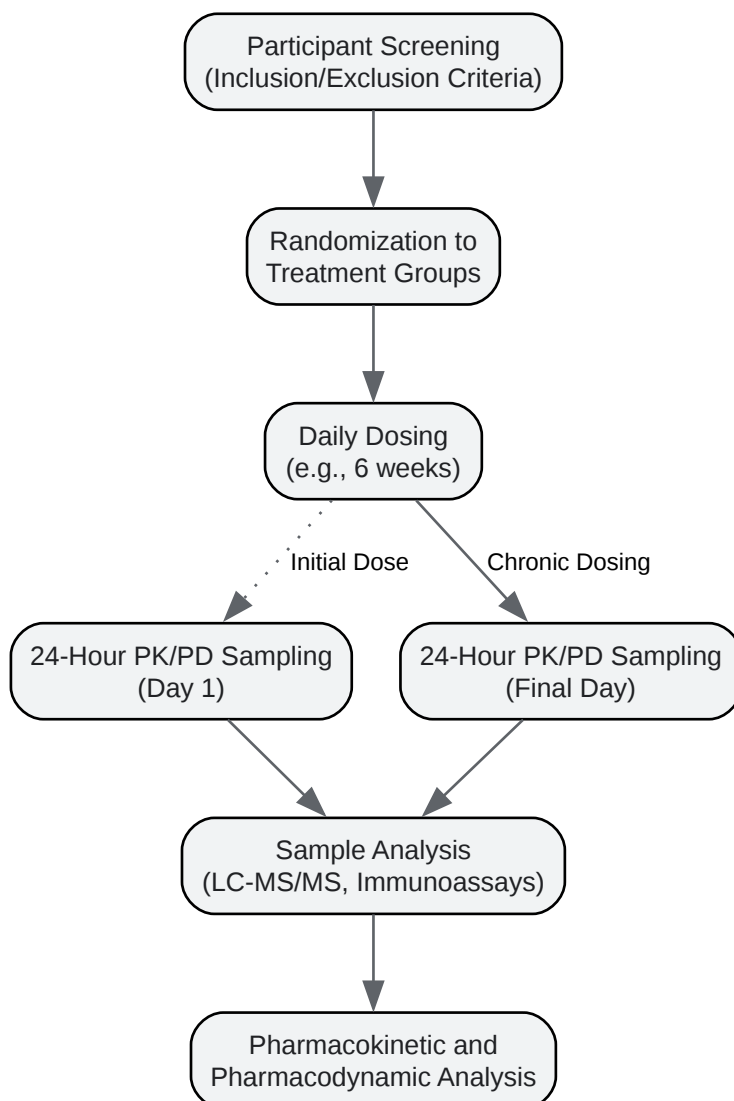 Participant Screening
(Inclusion/Exclusion Criteria)
Randomization to
Treatment Groups
Daily Dosing
(e.g., 6 weeks)
Initial Dose
Chronic Dosing
24-Hour PK/PD Sampling
(Day 1)
24-Hour PK/PD Sampling
(Final Day)
Sample Analysis
(LC-MS/MS, Immunoassays)
Pharmacokinetic and
Pharmacodynamic Analysis